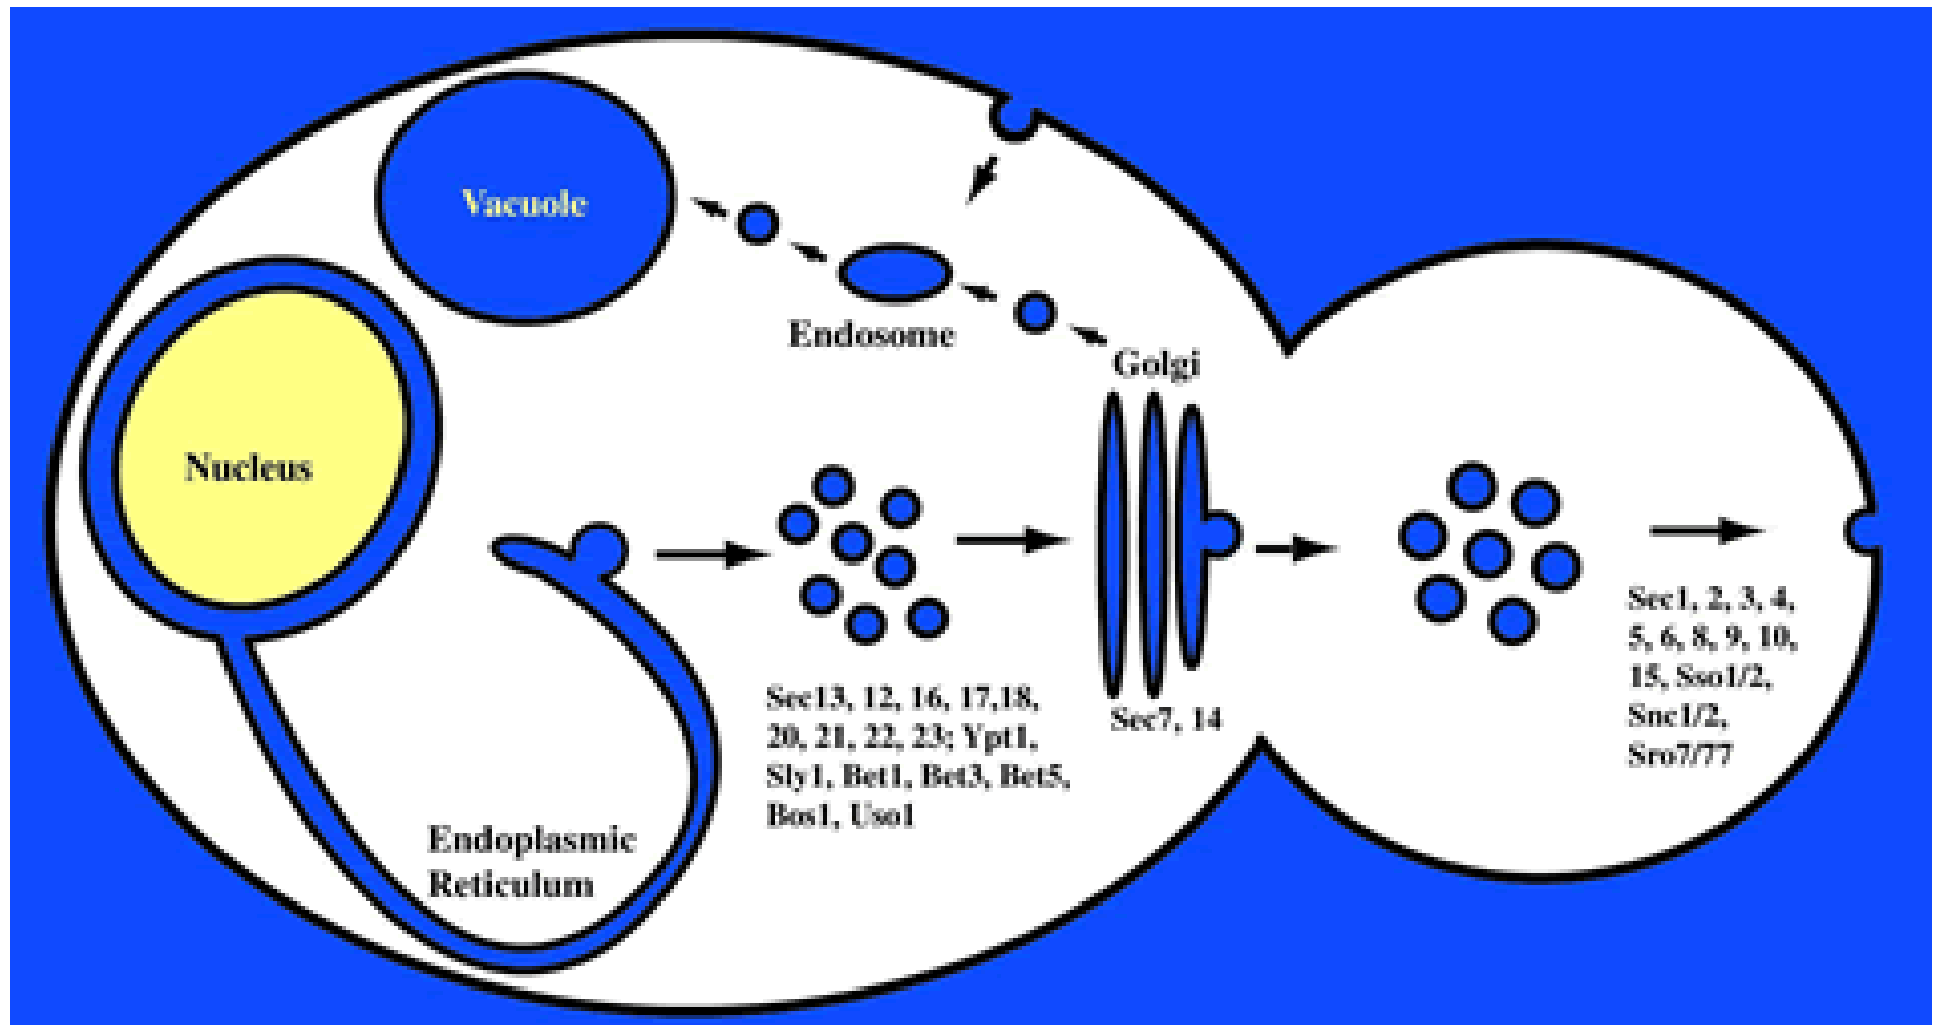 Vacuole
Endosome
Golgi
Nucleus
Sec13, 12, 16, 17,18,
20, 21, 22, 23; Ypt1,
Sly1, Bet1, Bet3, Bet5,
Bos1, Uso1
Sec7, 14
Sec1, 2, 3, 4,
5, 6, 8, 9, 10,
15, Sso1/2,
Snc1/2,
Sro7/77
Endoplasmic
Reticulum